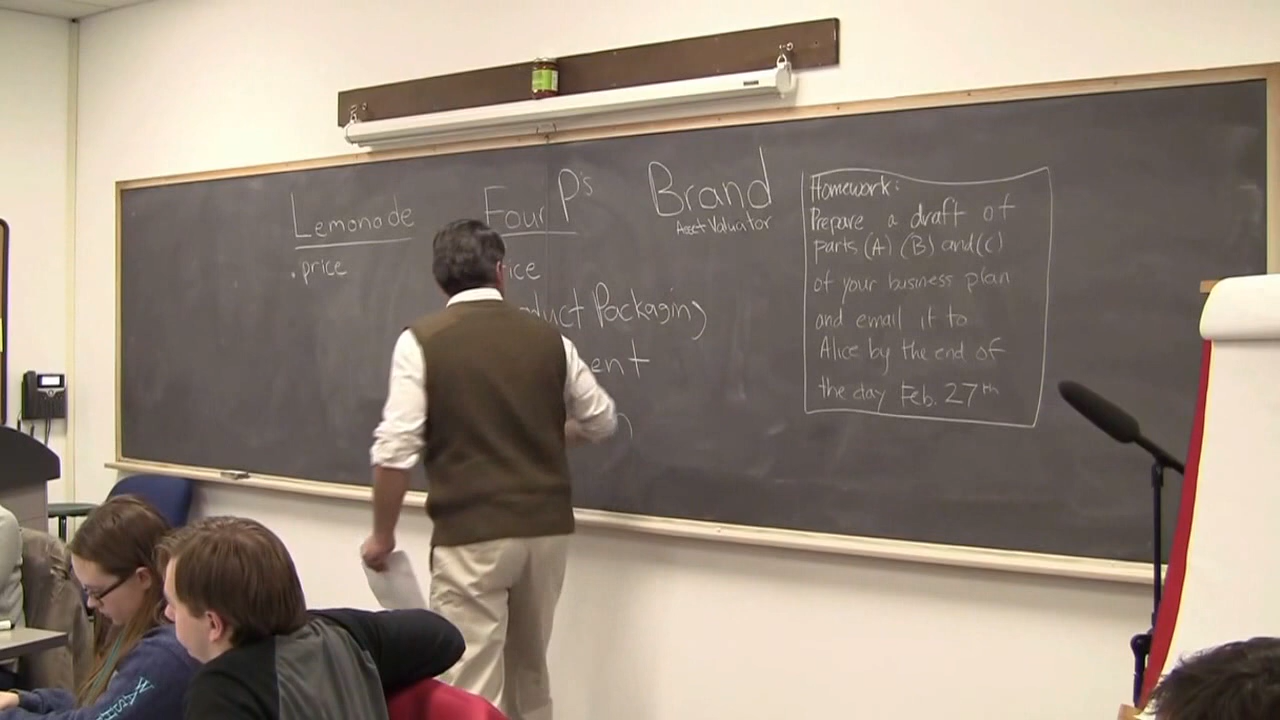 Lemonade
. price
Four P's
ice
duct Packaging
ent
n
Brand
Asset Valuator
Homework:
Prepare a draft of
parts (A) (B) and (C)
of your business plan
and email it to
Alice by the end of
the day Feb. 27th